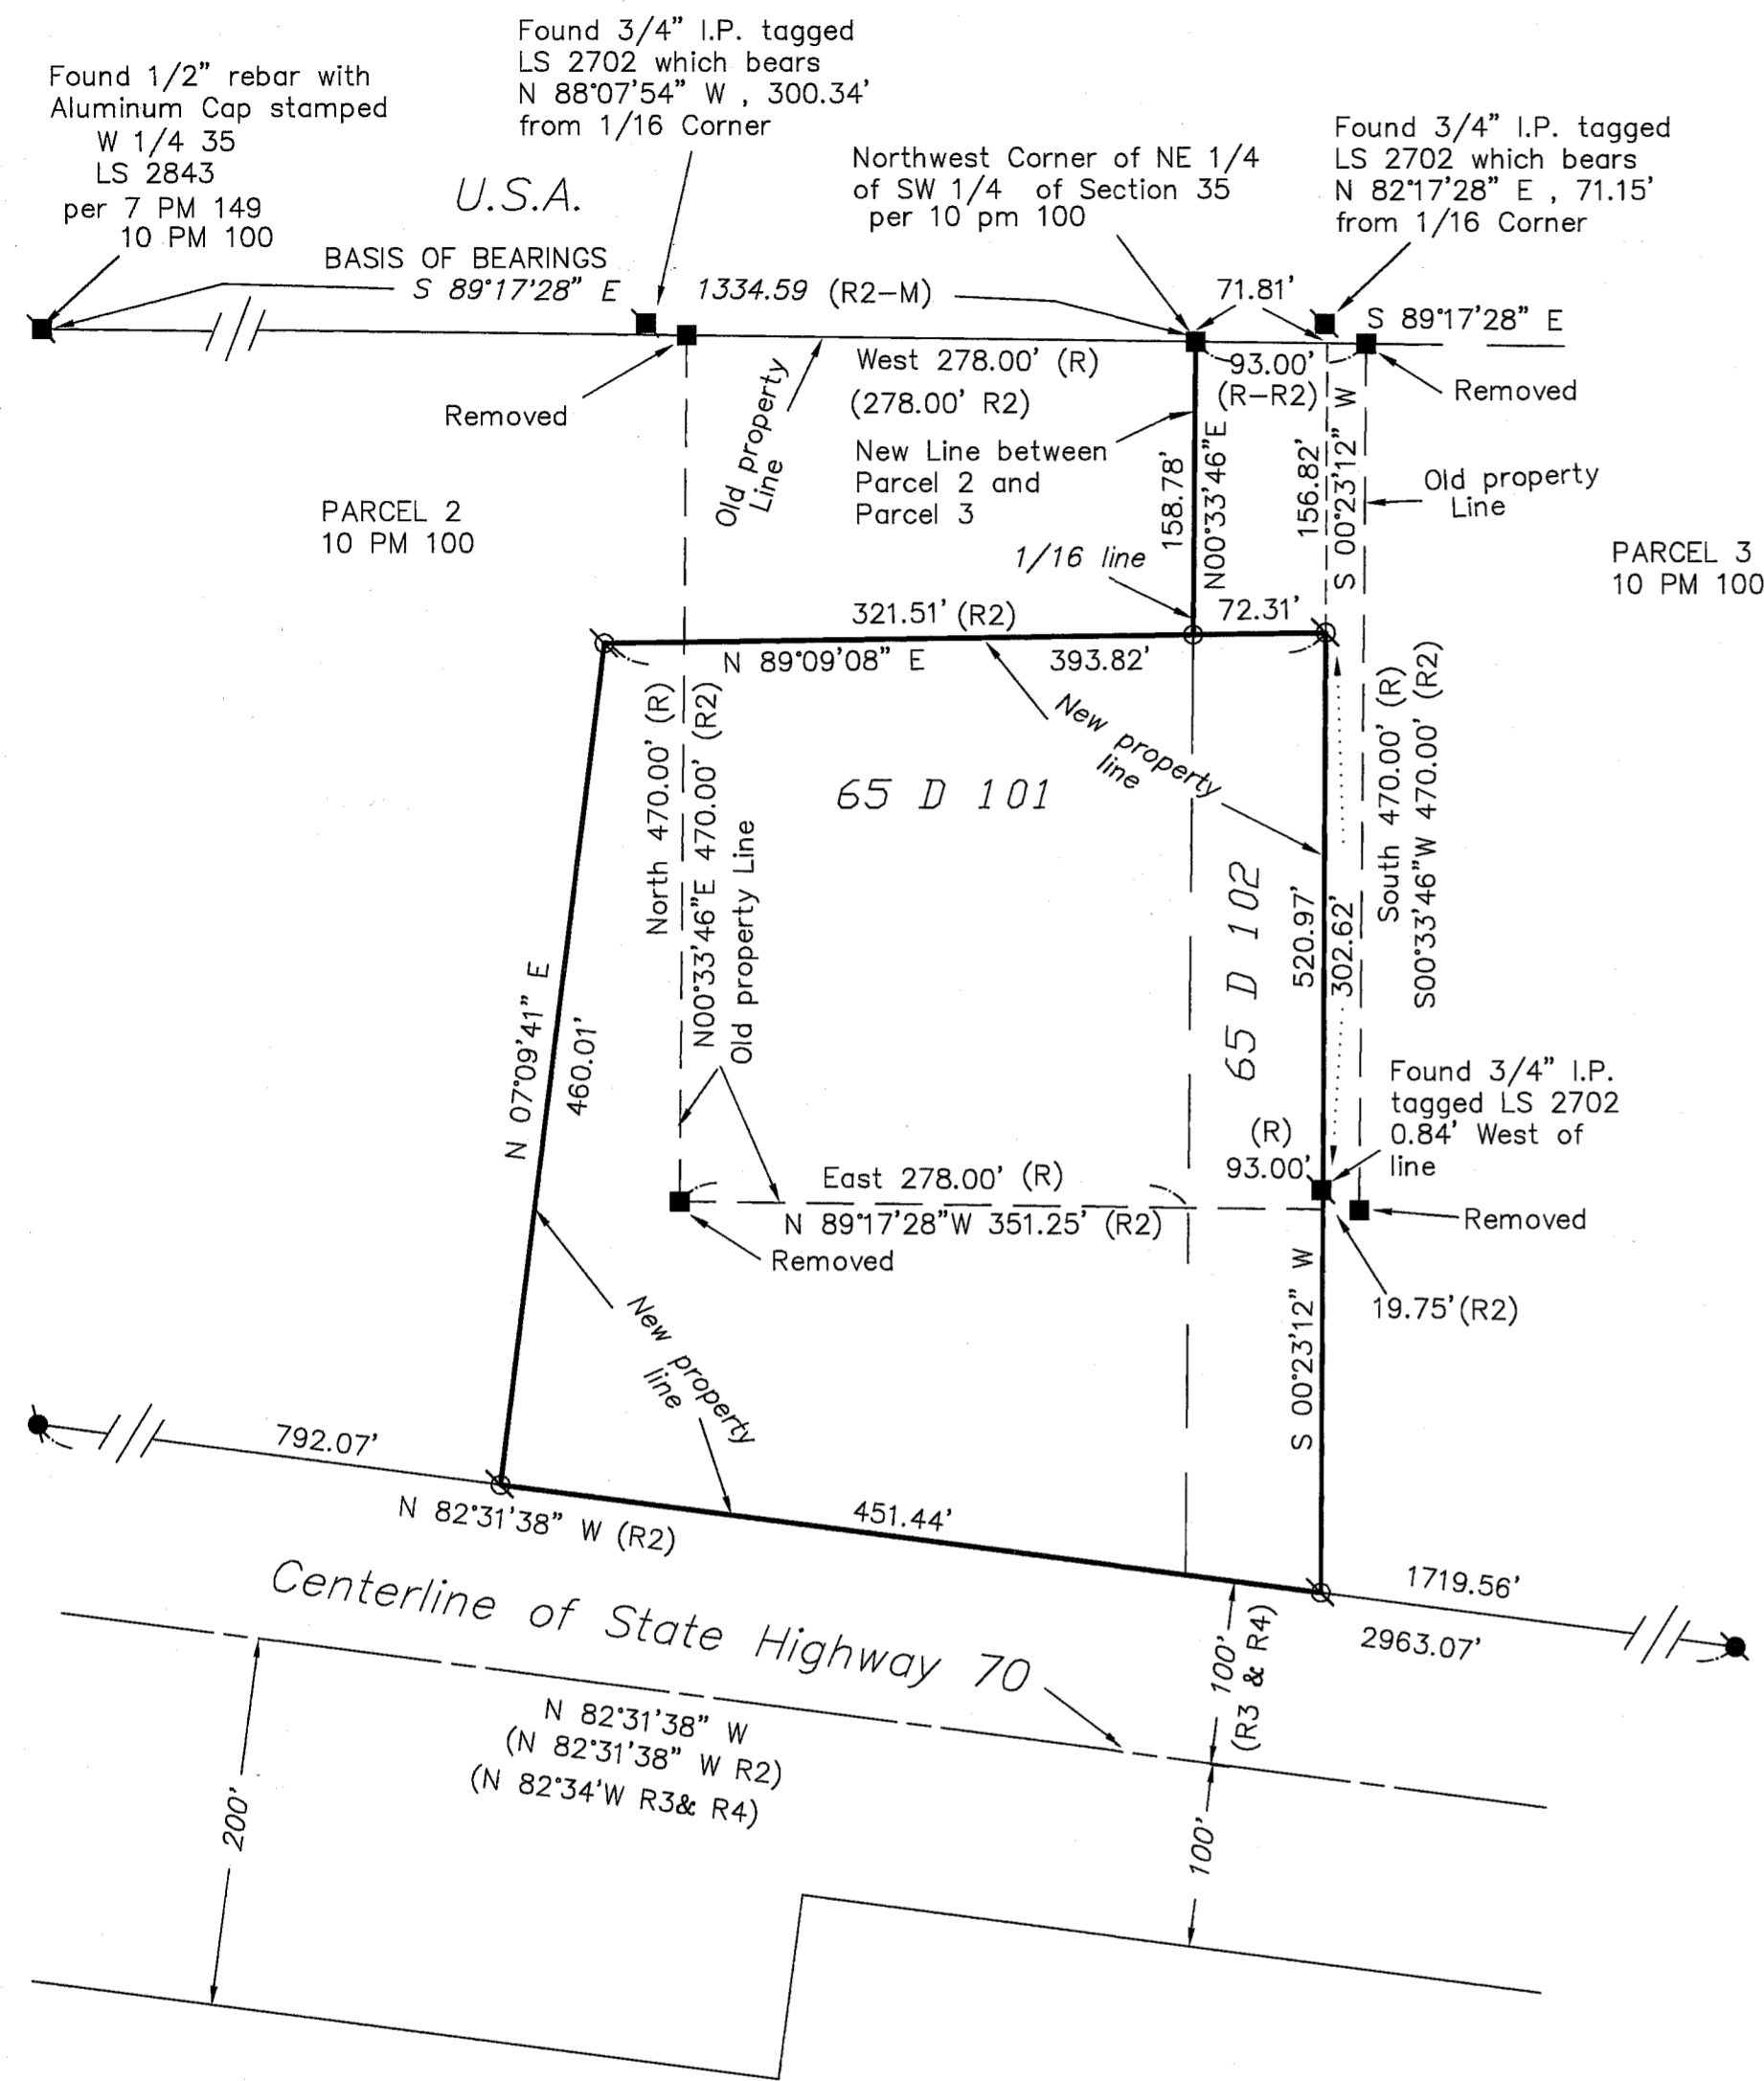 Found 1/2" rebar with
Aluminum Cap stamped
W 1/4 35
LS 2843
per 7 PM 149
10 PM 100
Found 3/4" I.P. tagged
LS 2702 which bears
N 88°07'54" W , 300.34'
from 1/16 Corner
Northwest Corner of NE 1/4
of SW 1/4 of Section 35
per 10 pm 100
Found 3/4" I.P. tagged
LS 2702 which bears
N 82°17'28" E , 71.15'
from 1/16 Corner
U.S.A.
BASIS OF BEARINGS
S 89°17'28" E
1334.59 (R2-M)
71.81'
S 89°17'28" E
Removed
Old property
Line
West 278.00' (R)
(278.00' R2)
93.00'
(R-R2)
Removed
New Line between
Parcel 2 and
Parcel 3
158.78'
N00°33'46"E
156.82'
S 00°23'12" W
Old property
Line
PARCEL 2
10 PM 100
PARCEL 3
10 PM 100
1/16 line
321.51' (R2)
72.31'
N 89°09'08" E
393.82'
North 470.00' (R)
N00°33'46"E 470.00' (R2)
Old property Line
New property
line
65 D 101
65 D 102
520.97'
302.62'
South 470.00' (R)
S00°33'46"W 470.00' (R2)
N 07°09'41" E
460.01'
Found 3/4" I.P.
tagged LS 2702
0.84' West of
line
(R)
93.00'
East 278.00' (R)
N 89°17'28"W 351.25' (R2)
Removed
Removed
19.75'(R2)
S 00°23'12" W
New property
line
792.07'
N 82°31'38" W (R2)
451.44'
1719.56'
2963.07'
Centerline of State Highway 70
100'
(R3 & R4)
N 82°31'38" W
(N 82°31'38" W R2)
(N 82°34'W R3& R4)
200'
100'